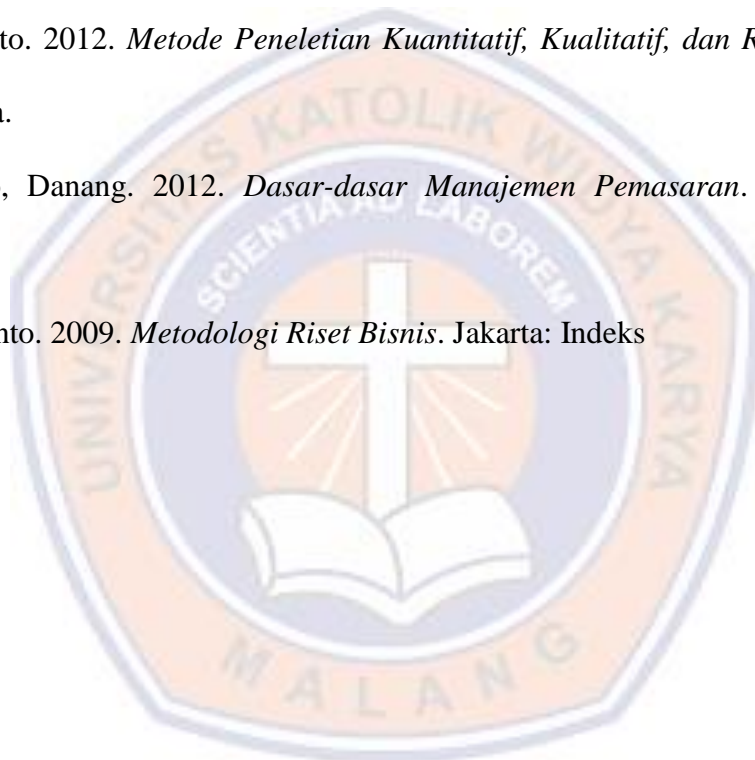 to. 2012. Metode Peneletian Kuantitatif, Kualitatif, dan R
a.
, Danang. 2012. Dasar-dasar Manajemen Pemasaran.
nto. 2009. Metodologi Riset Bisnis. Jakarta: Indeks
UNIVERSITAS KATOLIK WIDYA KARYA
SCIENTIA AD LABOREM
MALANG